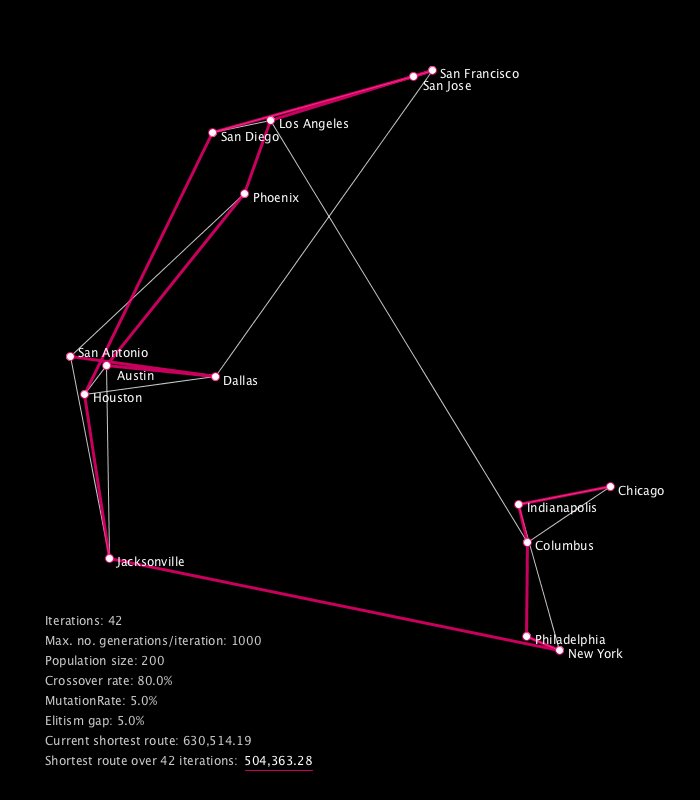 San Francisco
San Jose
Los Angeles
San Diego
Phoenix
San Antonio
Austin
Dallas
Houston
Chicago
Indianapolis
Columbus
Jacksonville
Philadelphia
New York
Iterations: 42
Max. no. generations/iteration: 1000
Population size: 200
Crossover rate: 80.0%
MutationRate: 5.0%
Elitism gap: 5.0%
Current shortest route: 630,514.19
Shortest route over 42 iterations: 504,363.28